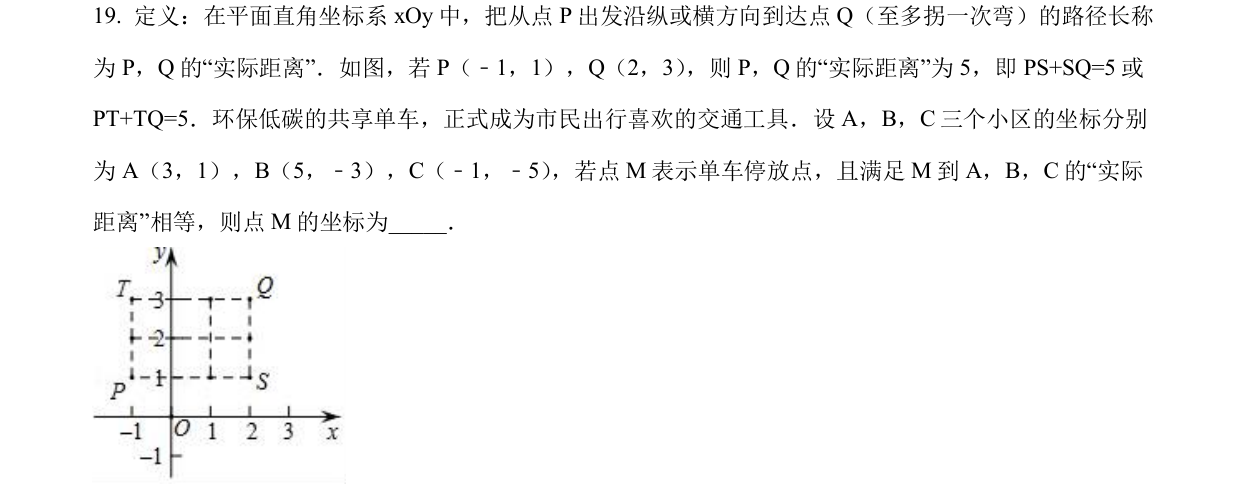 19. 定义：在平面直角坐标系 xOy 中，把从点 P 出发沿纵或横方向到达点 Q（至多拐一次弯）的路径长称
为 P，Q 的“实际距离”．如图，若 P（﹣1，1），Q（2，3），则 P，Q 的“实际距离”为 5，即 PS+SQ=5 或
PT+TQ=5．环保低碳的共享单车，正式成为市民出行喜欢的交通工具．设 A，B，C 三个小区的坐标分别
为 A（3，1），B（5，﹣3），C（﹣1，﹣5），若点 M 表示单车停放点，且满足 M 到 A，B，C 的“实际
距离”相等，则点 M 的坐标为_____．
y
T 3 Q
2
P 1 S
-1 O 1 2 3 x
-1